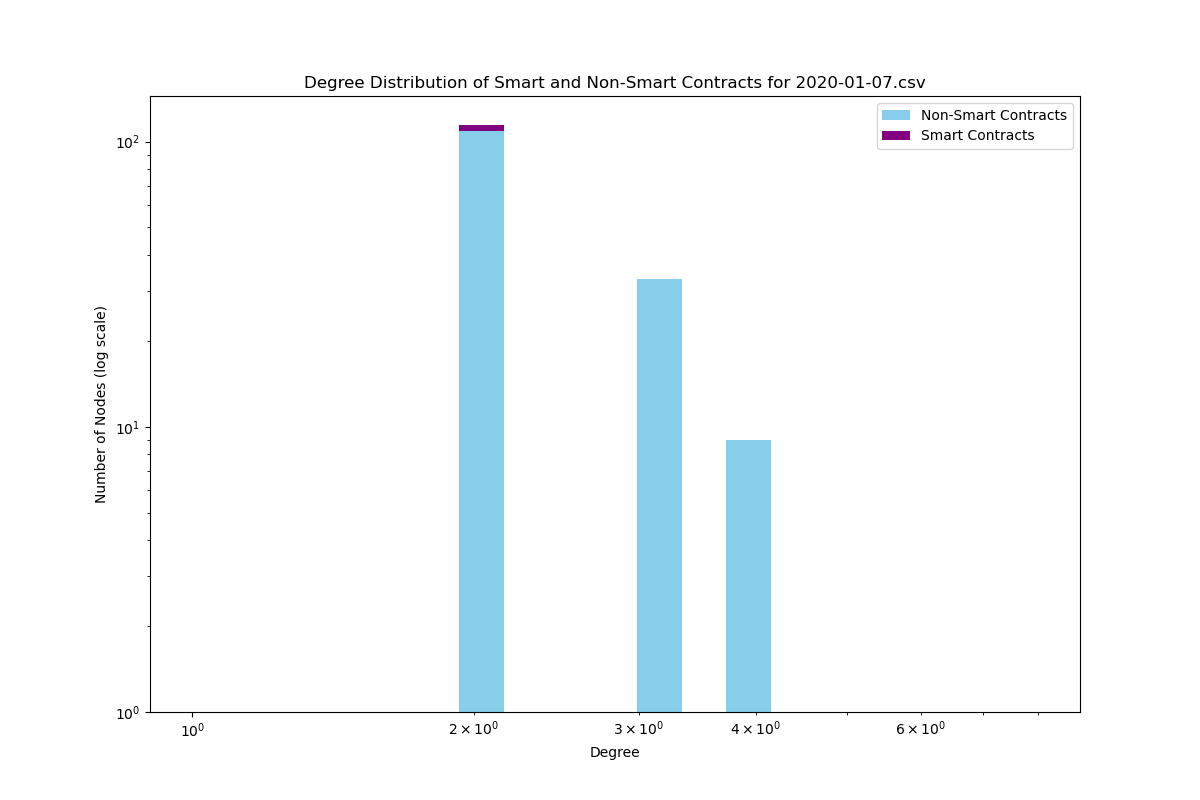 Degree Distribution of Smart and Non-Smart Contracts for 2020-01-07.csv
Non-Smart Contracts
Smart Contracts
Number of Nodes (log scale)
10²
10¹
10⁰
10⁰
2 × 10⁰
3 × 10⁰
4 × 10⁰
6 × 10⁰
Degree